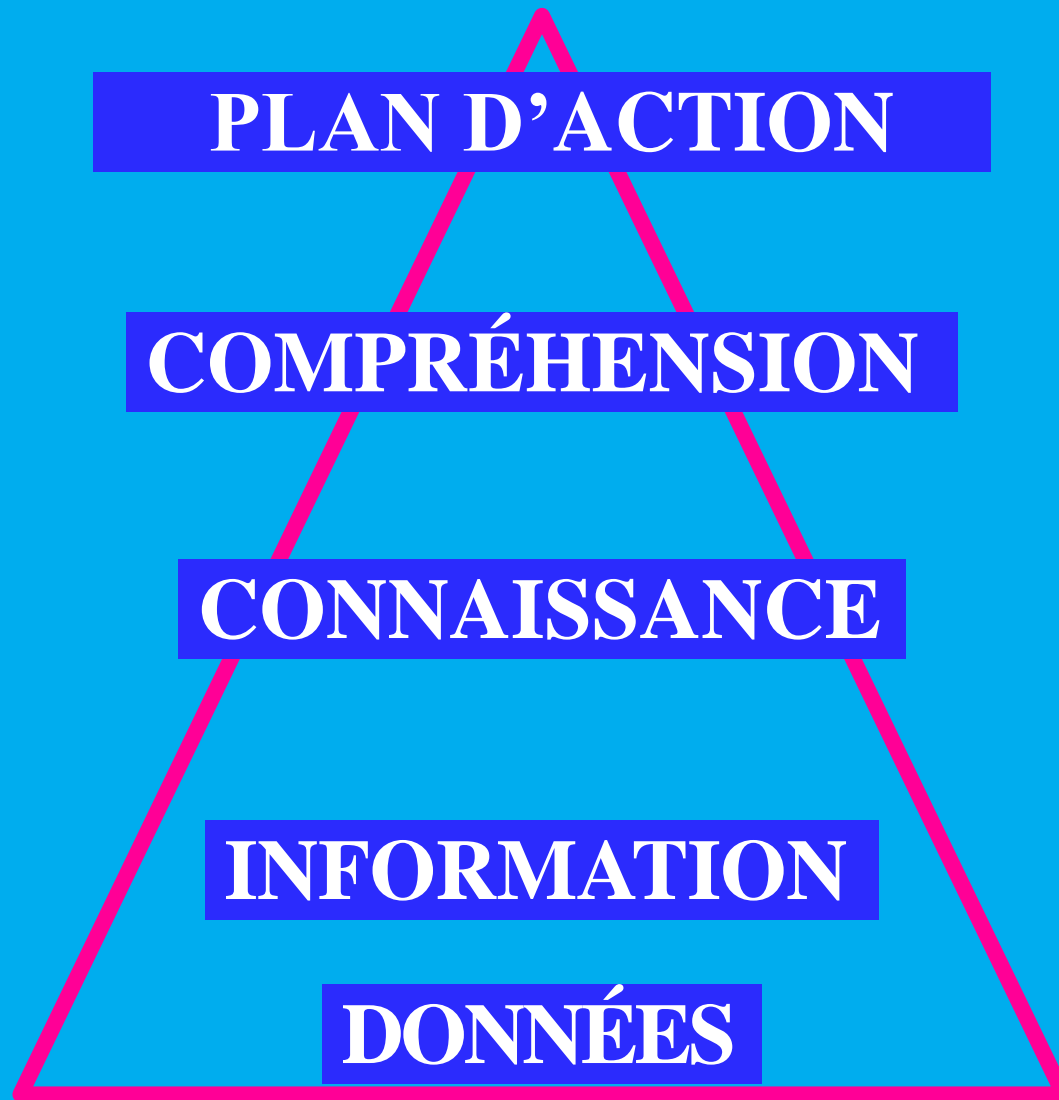 PLAN D’ACTION
COMPRÉHENSION
CONNAISSANCE
INFORMATION
DONNÉES